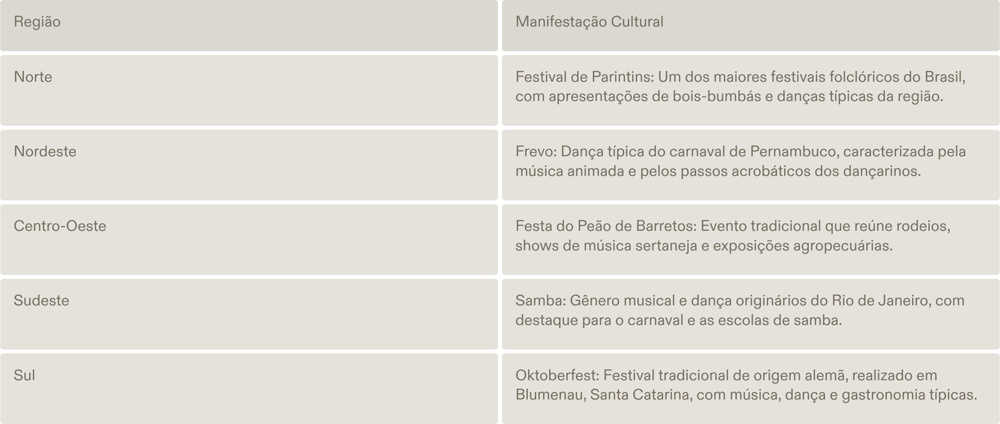 Região
Manifestação Cultural
Norte
Festival de Parintins: Um dos maiores festivais folclóricos do Brasil,
com apresentações de bois-bumbás e danças típicas da região.
Nordeste
Frevo: Dança típica do carnaval de Pernambuco, caracterizada pela
música animada e pelos passos acrobáticos dos dançarinos.
Centro-Oeste
Festa do Peão de Barretos: Evento tradicional que reúne rodeios,
shows de música sertaneja e exposições agropecuárias.
Sudeste
Samba: Gênero musical e dança originários do Rio de Janeiro, com
destaque para o carnaval e as escolas de samba.
Sul
Oktoberfest: Festival tradicional de origem alemã, realizado em
Blumenau, Santa Catarina, com música, dança e gastronomia típicas.